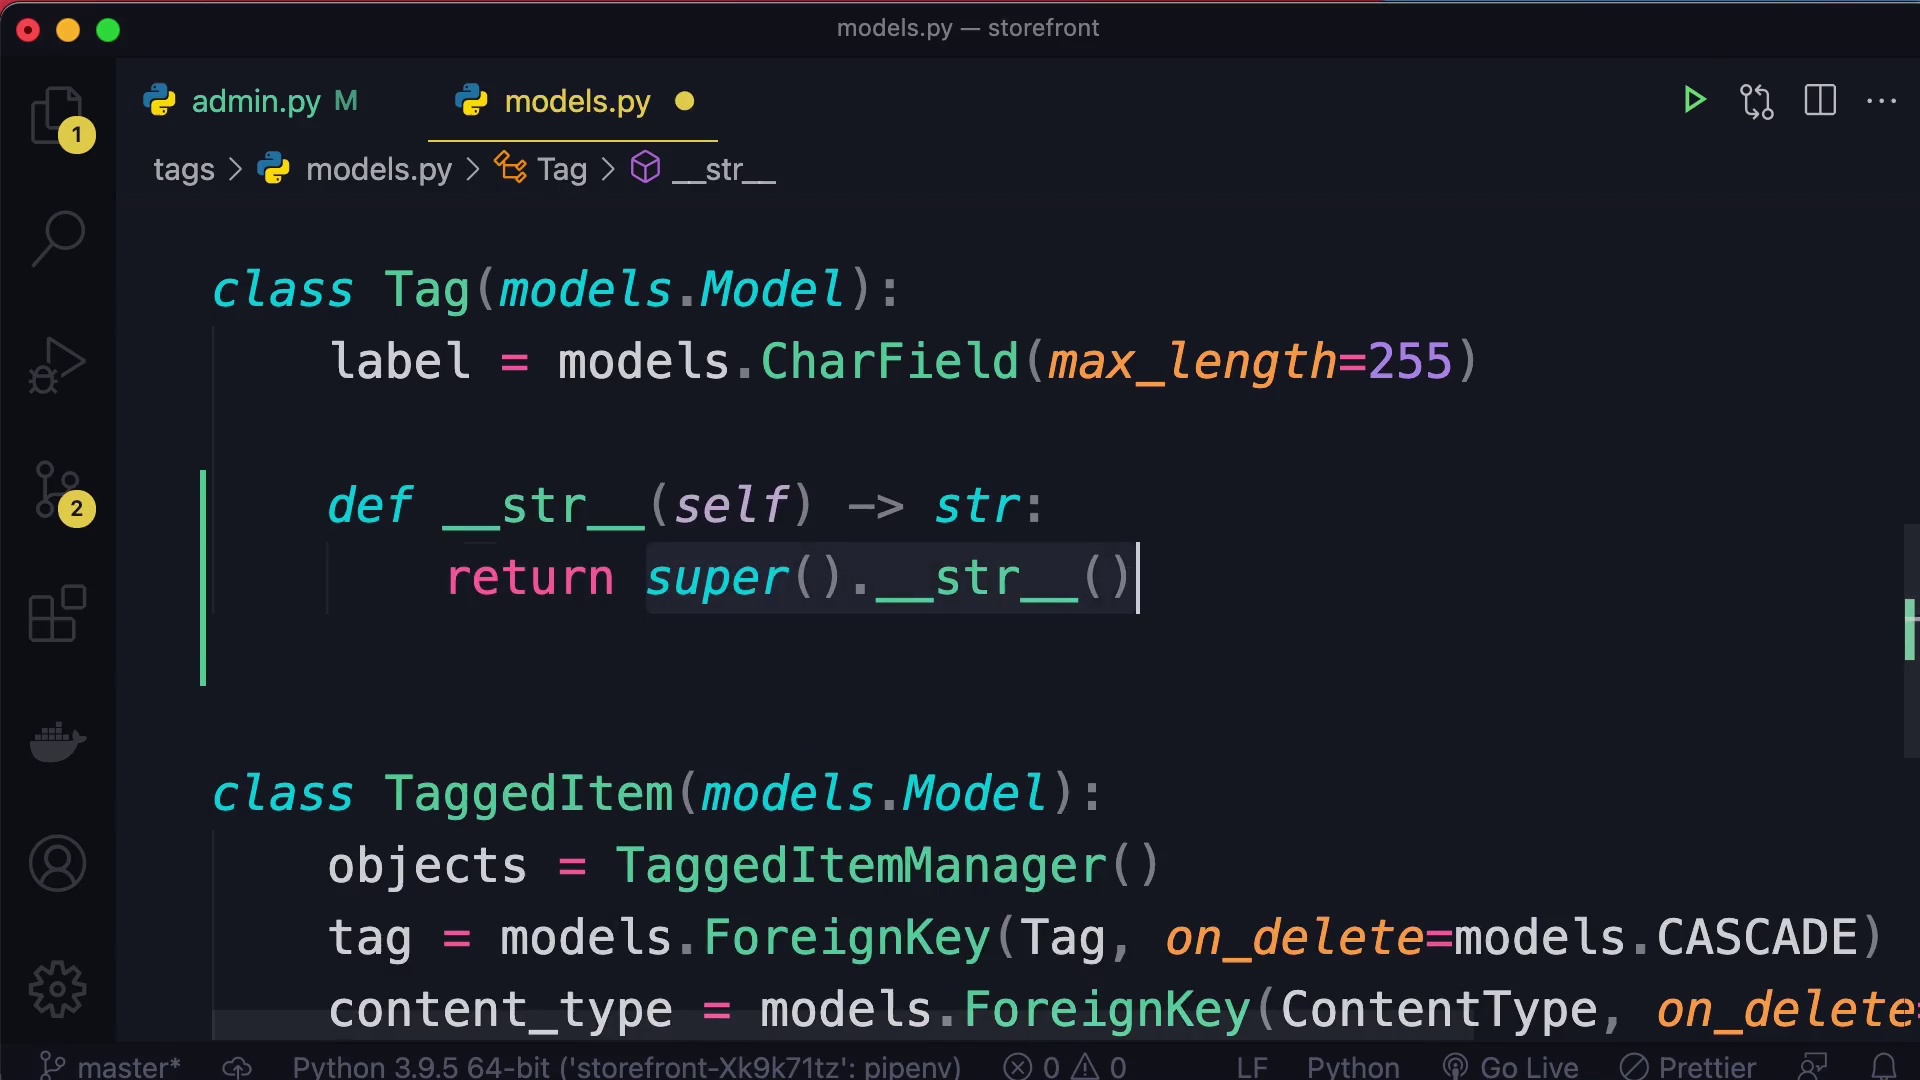 models.py — storefront
admin.py M models.py
1
tags > models.py > Tag > __str__
class Tag(models.Model):
label = models.CharField(max_length=255)
def __str__(self) -> str:
2
return super().__str__()
class TaggedItem(models.Model):
objects = TaggedItemManager()
tag = models.ForeignKey(Tag, on_delete=models.CASCADE)
content_type = models.ForeignKey(ContentType, on_delete=
master* Python 3.9.5 64-bit ('storefront-Xk9k71tz': pipenv) 0 0 LF Python Go Live Prettier